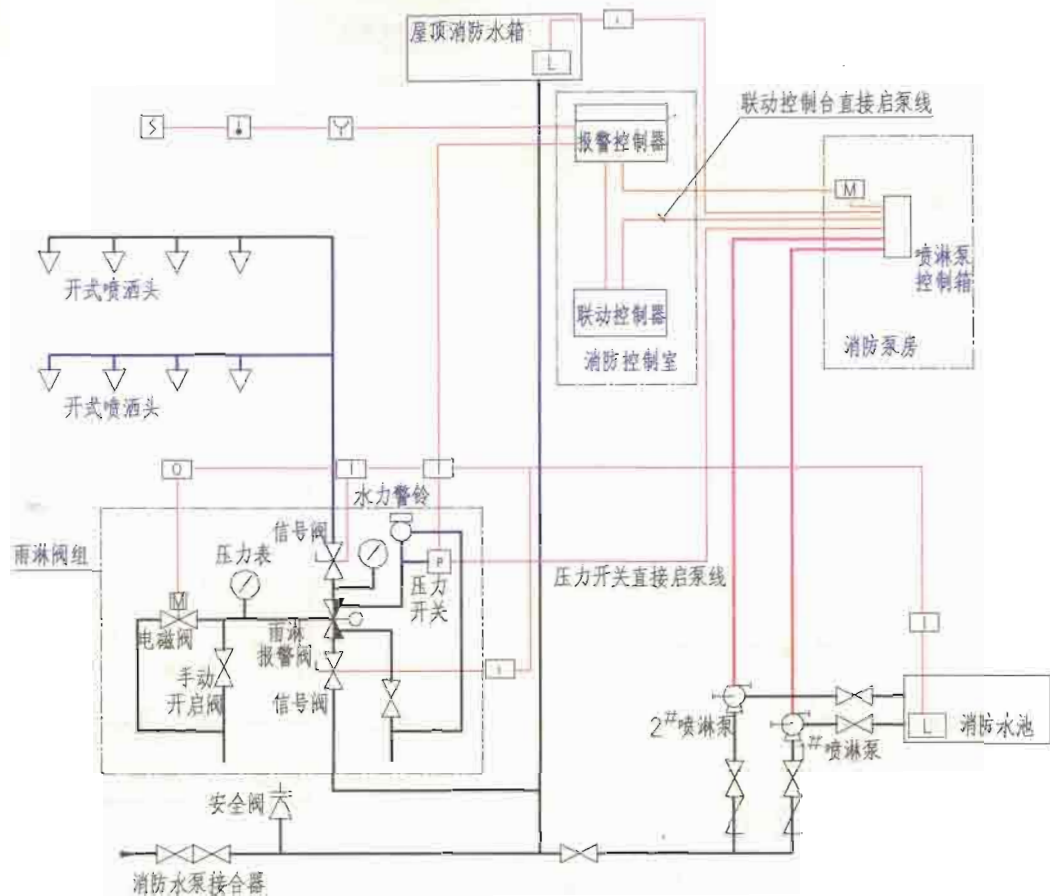 屋顶消防水箱
L
I
联动控制台直接启泵线
报警控制器
M
喷淋泵
控制箱
联动控制器
消防控制室
消防泵房
开式喷洒头
开式喷洒头
O
I
I
水力警铃
信号阀
雨淋阀组
压力表
P
压力
开关
压力开关直接启泵线
M
电磁阀
雨淋
报警阀
I
I
手动
开启阀
信号阀
2#喷淋泵
1#喷淋泵
消防水池
L
安全阀
消防水泵接合器